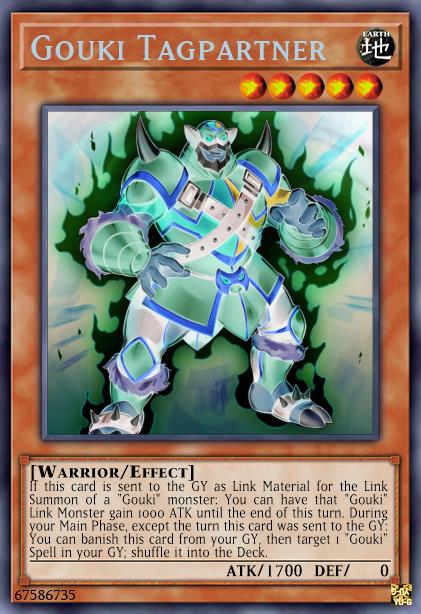 Gouki Tagpartner
EARTH
地
[Warrior/Effect]
If this card is sent to the GY as Link Material for the Link
Summon of a "Gouki" monster: You can have that "Gouki"
Link Monster gain 1000 ATK until the end of this turn. During
your Main Phase, except the turn this card was sent to the GY:
You can banish this card from your GY, then target 1 "Gouki"
Spell in your GY; shuffle it into the Deck.
ATK/1700 DEF/ 0
67586735